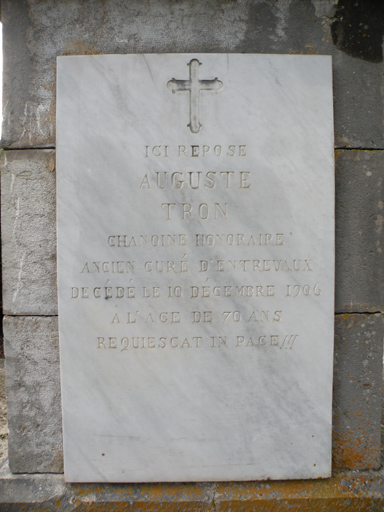 ICI REPOSE
AUGUSTE
TRON
CHANOINE HONORAIRE
ANCIEN CURÉ D'ENTREVAUX
DECEDE LE 10 DÉCEMBRE 1906
A L'AGE DE 70 ANS
REQUIESCAT IN PACE///